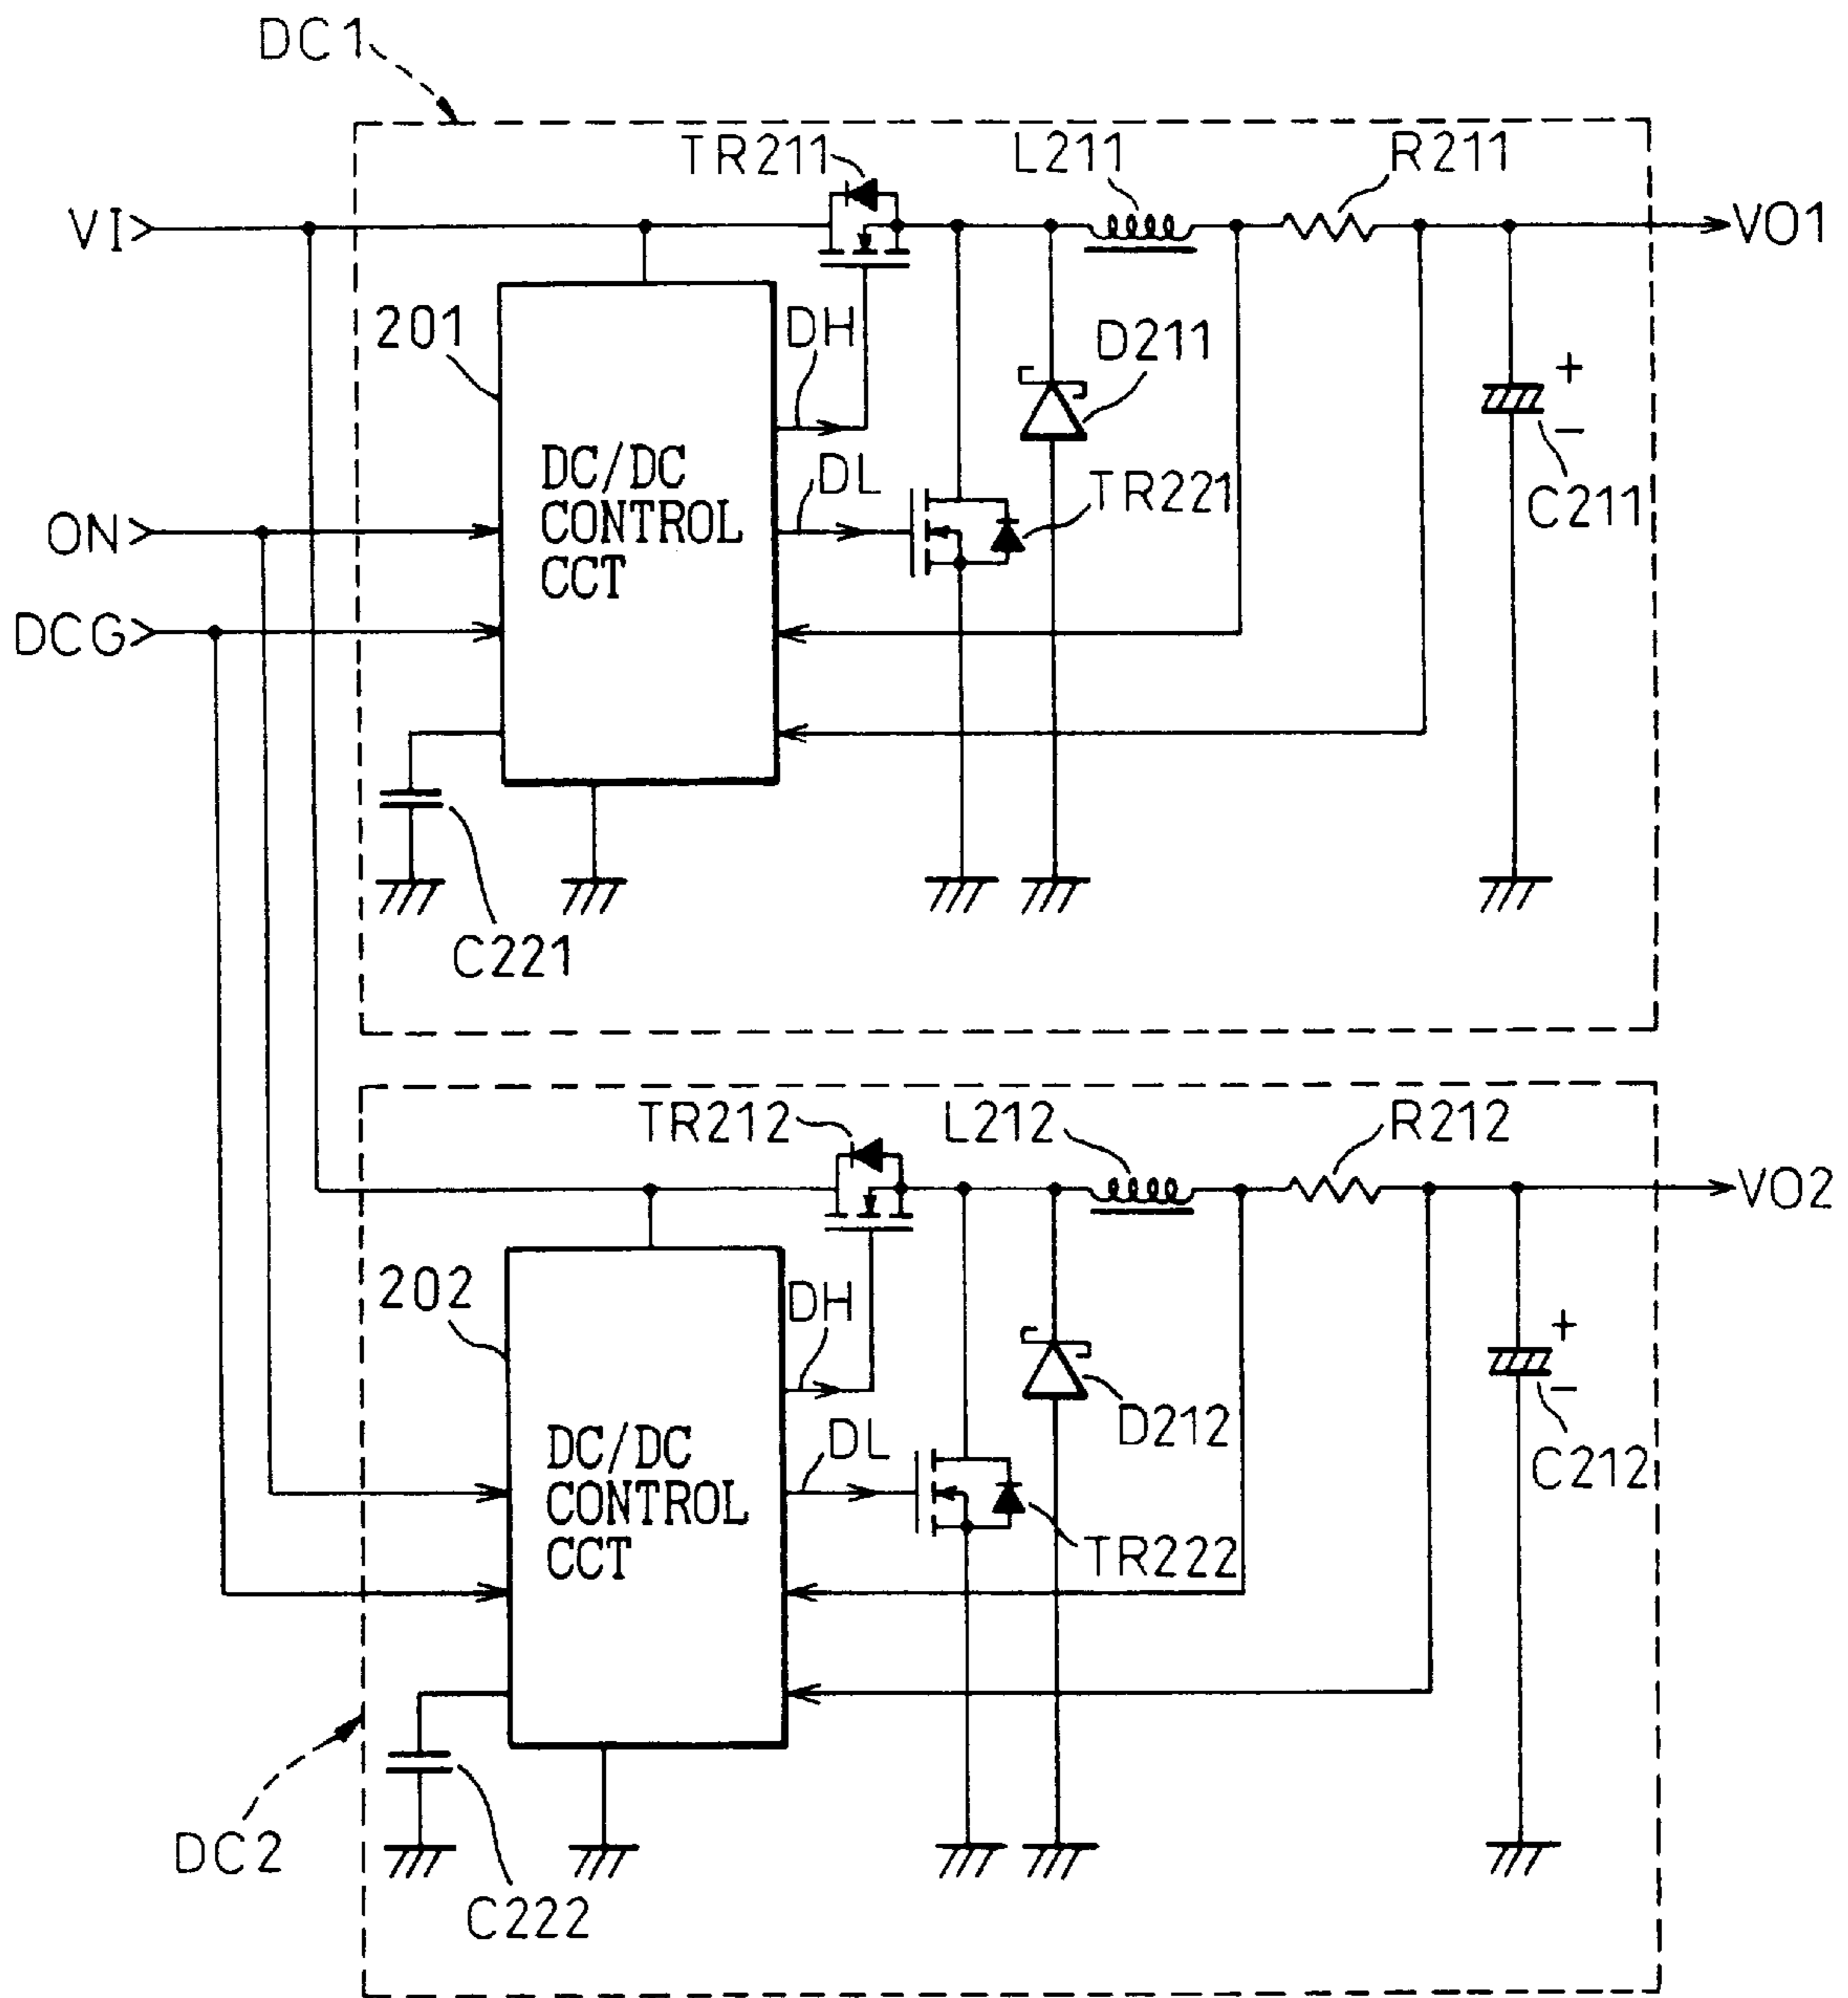 DC1
TR211
L211
R211
VI
VO1
201
DH
D211
+
DC/DC
CONTROL
CCT
DL
TR221
−
C211
ON
DCG
C221
TR212
L212
R212
VO2
202
DH
+
DC/DC
CONTROL
CCT
DL
D212
−
C212
TR222
DC2
C222